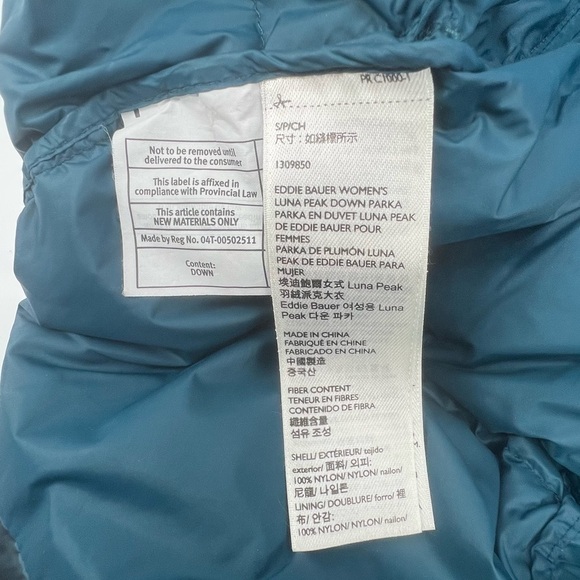 Not to be removed until
delivered to the consumer
This label is affixed in
compliance with Provincial Law
This article contains
NEW MATERIALS ONLY
Made by Reg No. 04T-00502511
Content:
DOWN
PR C1000-1
S/P/CH
尺寸: 如縫標所示
1309850
EDDIE BAUER WOMEN'S
LUNA PEAK DOWN PARKA
PARKA EN DUVET LUNA PEAK
DE EDDIE BAUER POUR
FEMMES
PARKA DE PLUMÓN LUNA
PEAK DE EDDIE BAUER PARA
MUJER
埃迪鮑爾女式 Luna Peak
羽絨派克大衣
Eddie Bauer 여성용 Luna
Peak 다운 파카
MADE IN CHINA
FABRIQUÉ EN CHINE
FABRICADO EN CHINA
中國製造
중국산
FIBER CONTENT
TENEUR EN FIBRES
CONTENIDO DE FIBRA
纖維含量
섬유 조성
SHELL/ EXTÉRIEUR/ tejido
exterior/ 面料/ 외피:
100% NYLON/ NYLON/ nailon/
尼龍/ 나일론
LINING/ DOUBLURE/ forro/ 裡
布/ 안감:
100% NYLON/ NYLON/ nailon/